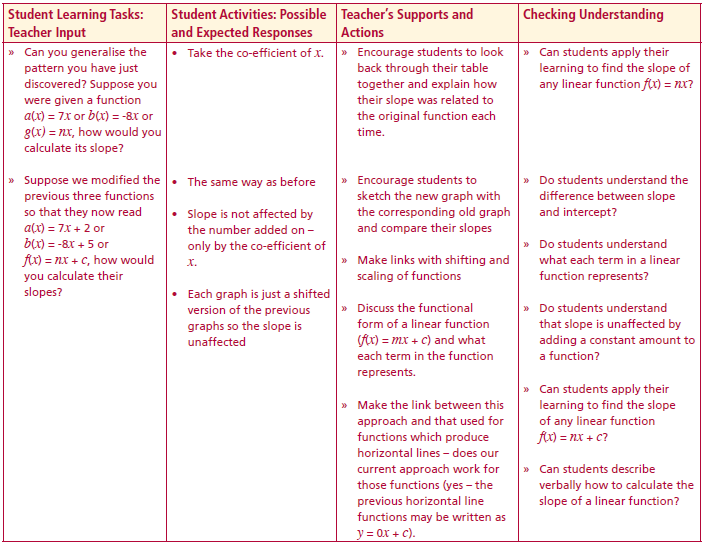 Student Learning Tasks:
Teacher Input
Student Activities: Possible
and Expected Responses
Teacher's Supports and
Actions
Checking Understanding
» Can you generalise the
pattern you have just
discovered? Suppose you
were given a function
a(x) = 7x or b(x) = -8x or
g(x) = nx, how would you
calculate its slope?
• Take the co-efficient of x.
» Encourage students to look
back through their table
together and explain how
their slope was related to
the original function each
time.
» Can students apply their
learning to find the slope of
any linear function f(x) = nx?
» Suppose we modified the
previous three functions
so that they now read
a(x) = 7x + 2 or
b(x) = -8x + 5 or
f(x) = nx + c, how would
you calculate their
slopes?
• The same way as before
• Slope is not affected by
the number added on –
only by the co-efficient of
x.
• Each graph is just a shifted
version of the previous
graphs so the slope is
unaffected
» Encourage students to
sketch the new graph with
the corresponding old graph
and compare their slopes
» Make links with shifting and
scaling of functions
» Discuss the functional
form of a linear function
(f(x) = mx + c) and what
each term in the function
represents.
» Make the link between this
approach and that used for
functions which produce
horizontal lines – does our
current approach work for
those functions (yes – the
previous horizontal line
functions may be written as
y = 0x + c).
» Do students understand the
difference between slope
and intercept?
» Do students understand
what each term in a linear
function represents?
» Do students understand
that slope is unaffected by
adding a constant amount to
a function?
» Can students apply their
learning to find the slope
of any linear function
f(x) = nx + c?
» Can students describe
verbally how to calculate the
slope of a linear function?